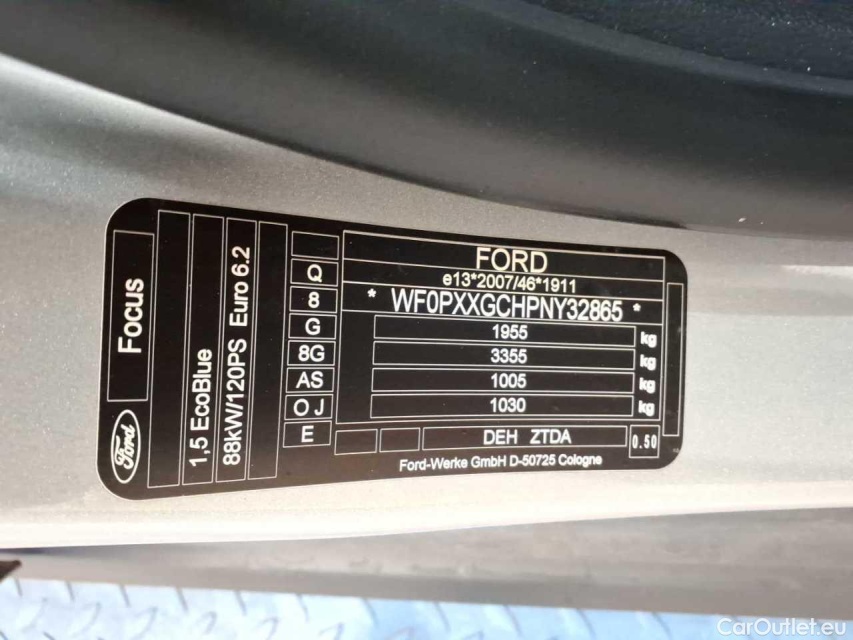 Focus
Ford
1,5 EcoBlue
88kW/120PS Euro 6.2
Q
8
G
8G
AS
O J
E
FORD
e13*2007/46*1911
* WF0PXXGCHPNY32865 *
1955 kg
3355 kg
1005 kg
1030 kg
DEH ZTDA 0.50
Ford-Werke GmbH D-50725 Cologne
CarOutlet.eu